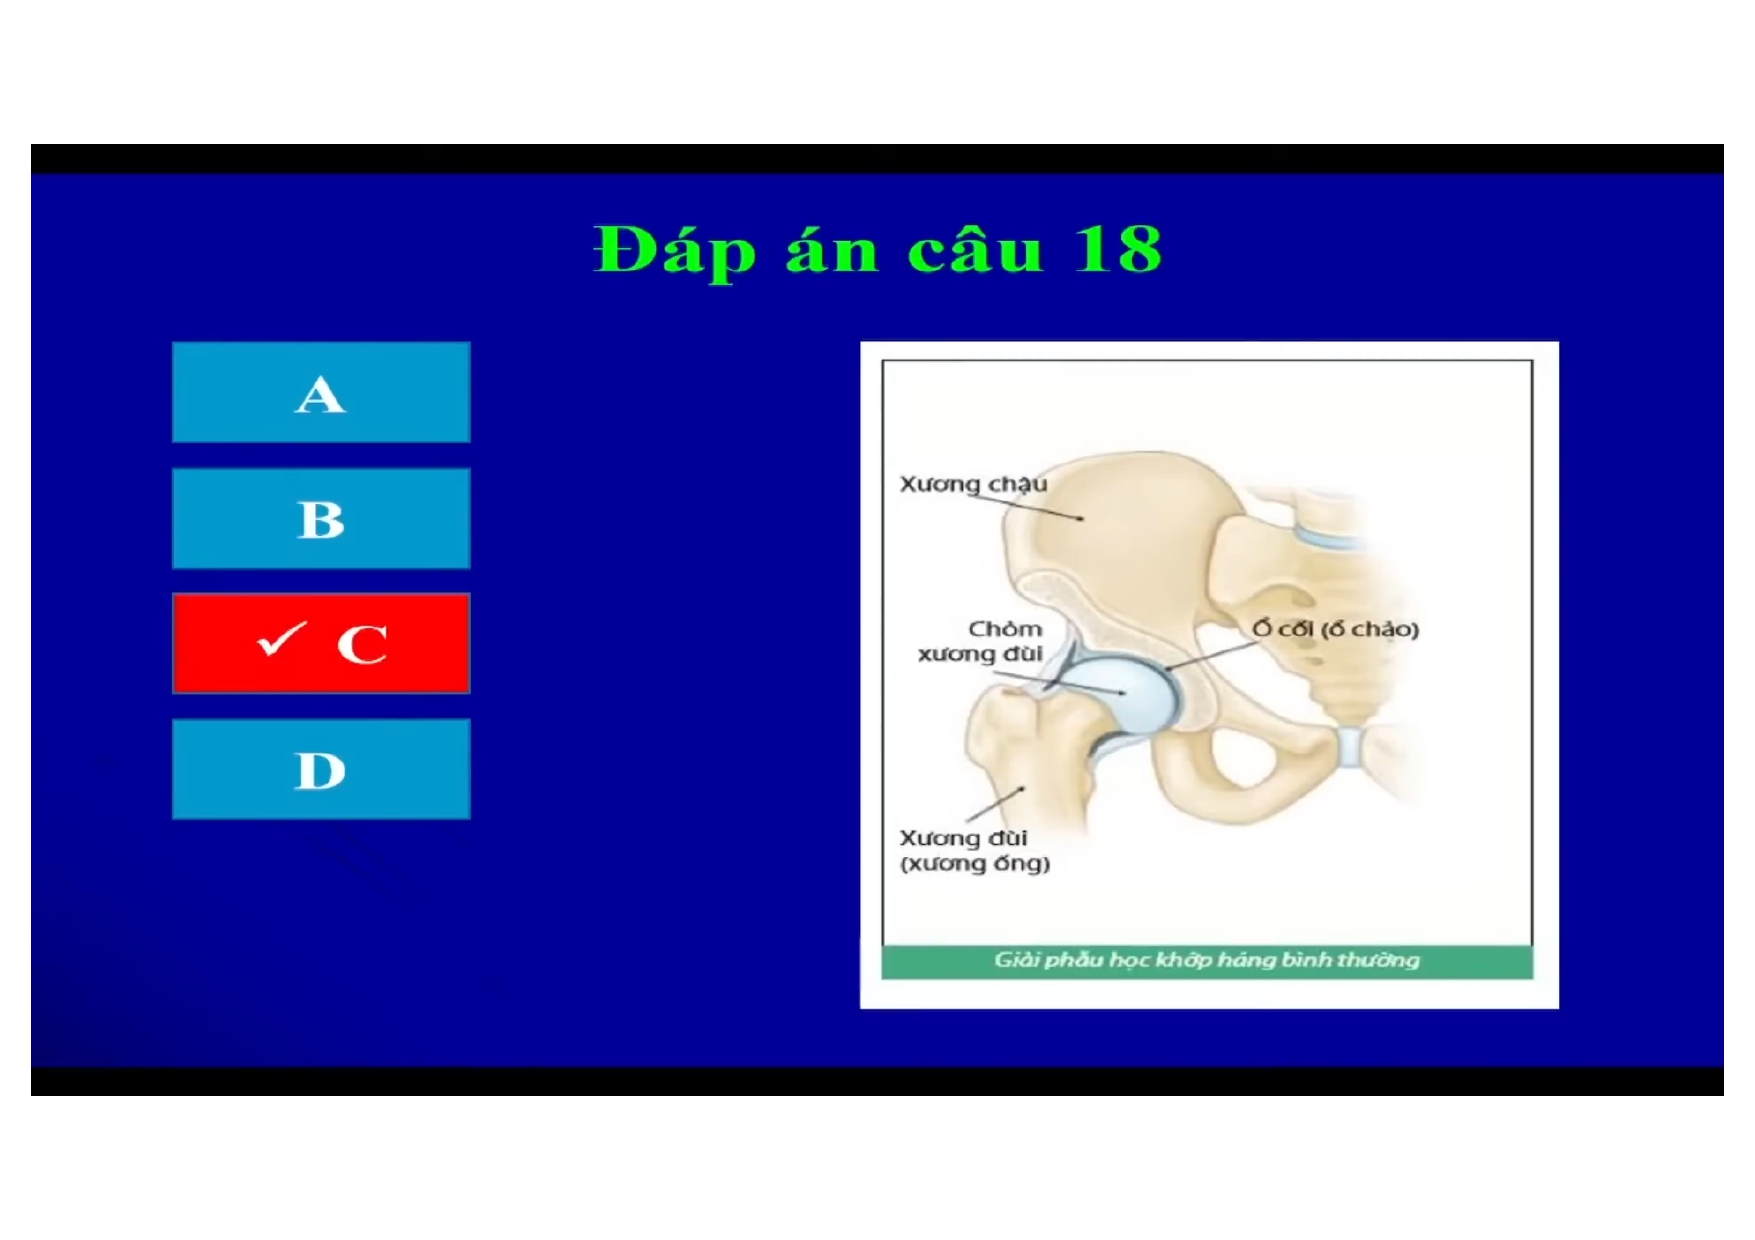 Đáp án câu 18
A
B
✓ C
D
Xương chậu
Chỏm
xương đùi
Ổ cối (ổ chảo)
Xương đùi
(xương ống)
Giải phẫu học khớp háng bình thường